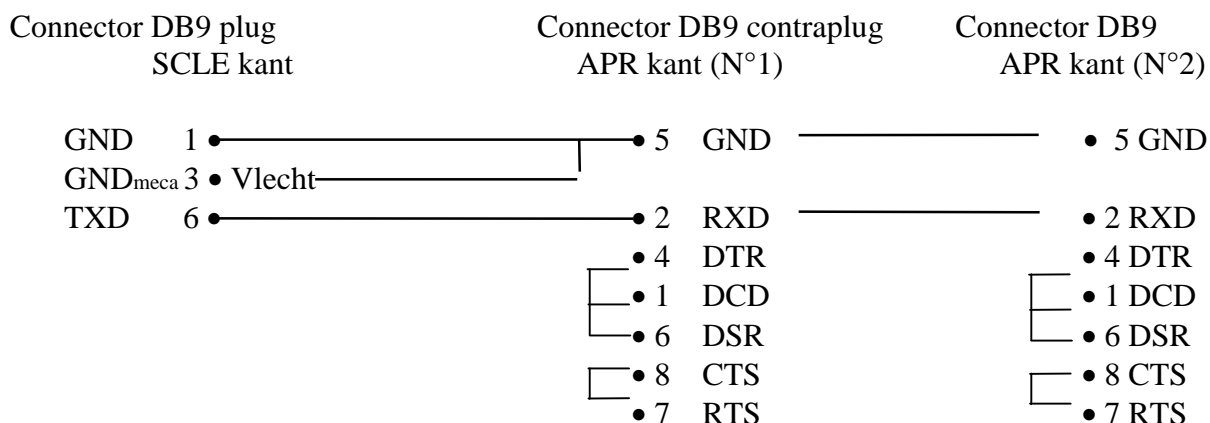 Connector DB9 plug Connector DB9 contraplug Connector DB9
SCLE kant APR kant (N°1) APR kant (N°2)
GND 1 • • 5 GND • 5 GND
GNDmeca 3 • Vlecht
TXD 6 • • 2 RXD • 2 RXD
• 4 DTR • 4 DTR
• 1 DCD • 1 DCD
• 6 DSR • 6 DSR
• 8 CTS • 8 CTS
• 7 RTS • 7 RTS